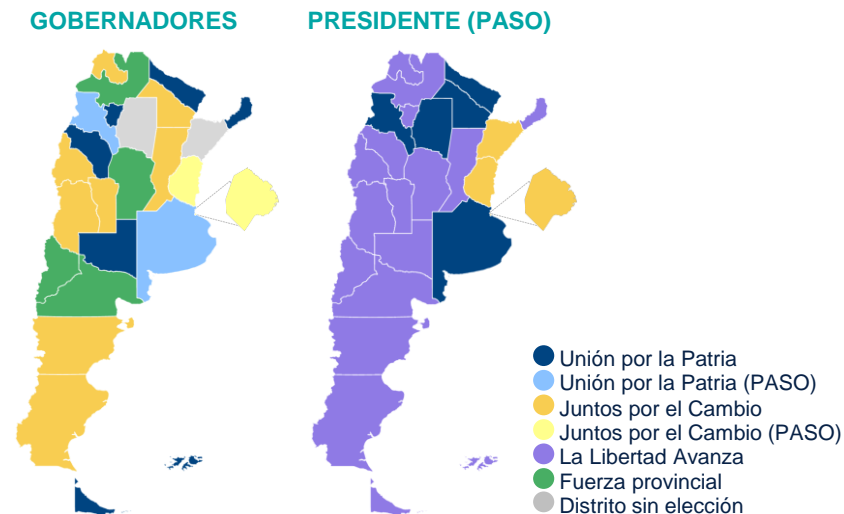 GOBERNADORES
PRESIDENTE (PASO)
Unión por la Patria
Unión por la Patria (PASO)
Juntos por el Cambio
Juntos por el Cambio (PASO)
La Libertad Avanza
Fuerza provincial
Distrito sin elección